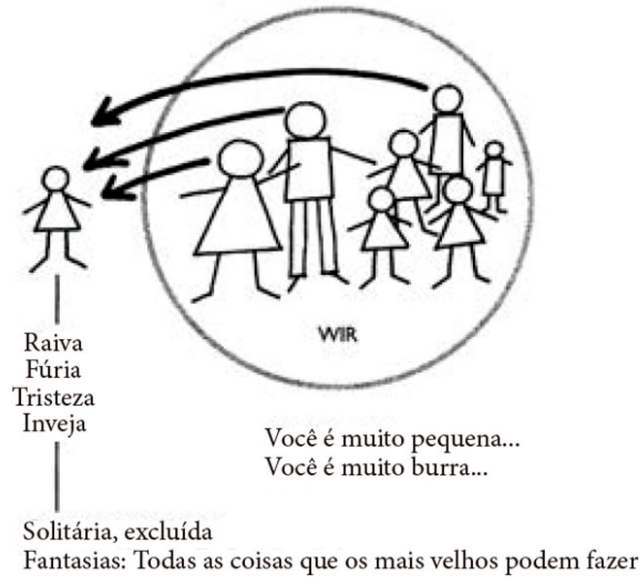 WIR
Raiva
Fúria
Tristeza
Inveja
Você é muito pequena...
Você é muito burra...
Solitária, excluída
Fantasias: Todas as coisas que os mais velhos podem fazer